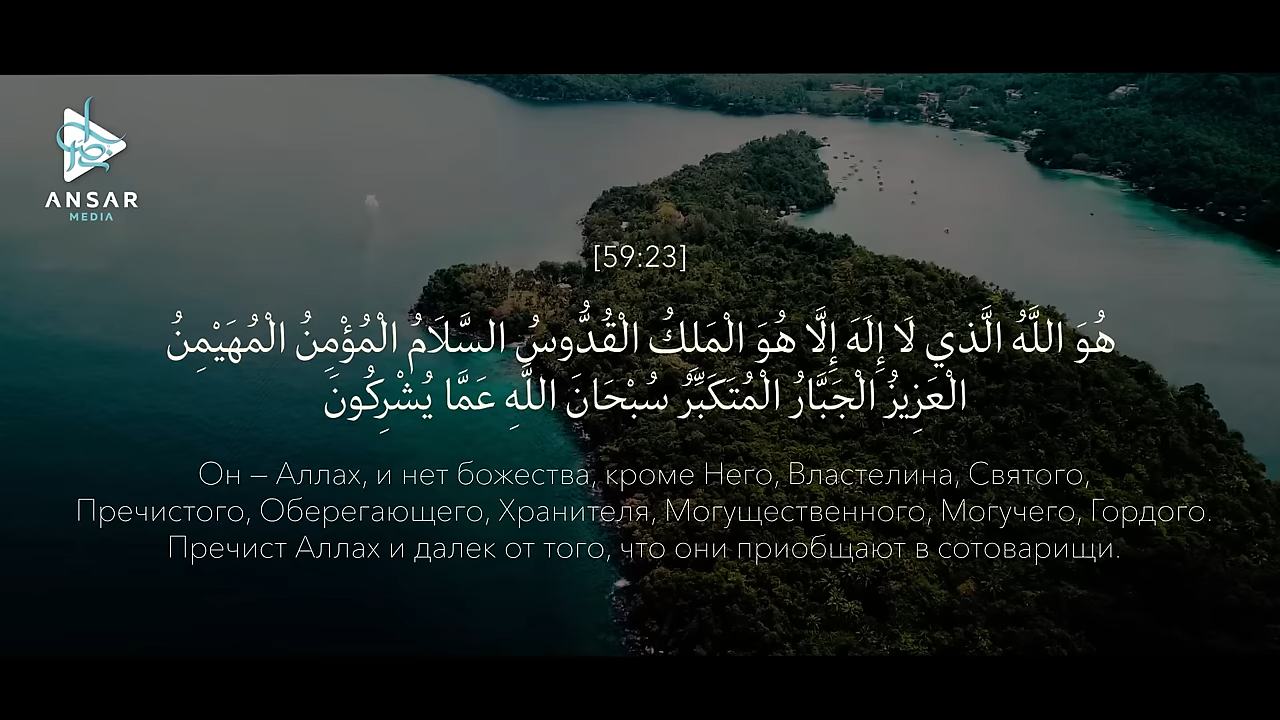 ANSAR
MEDIA
[59:23]
هُوَ اللَّهُ الَّذِي لَا إِلَهَ إِلَّا هُوَ الْمَلِكُ الْقُدُّوسُ السَّلَامُ الْمُؤْمِنُ الْمُهَيْمِنُ
الْعَزِيزُ الْجَبَّارُ الْمُتَكَبِّرُ سُبْحَانَ اللَّهِ عَمَّا يُشْرِكُونَ
Он — Аллах, и нет божества, кроме Него, Властелина, Святого,
Пречистого, Оберегающего, Хранителя, Могущественного, Могучего, Гордого.
Пречист Аллах и далек от того, что они приобщают в сотоварищи.